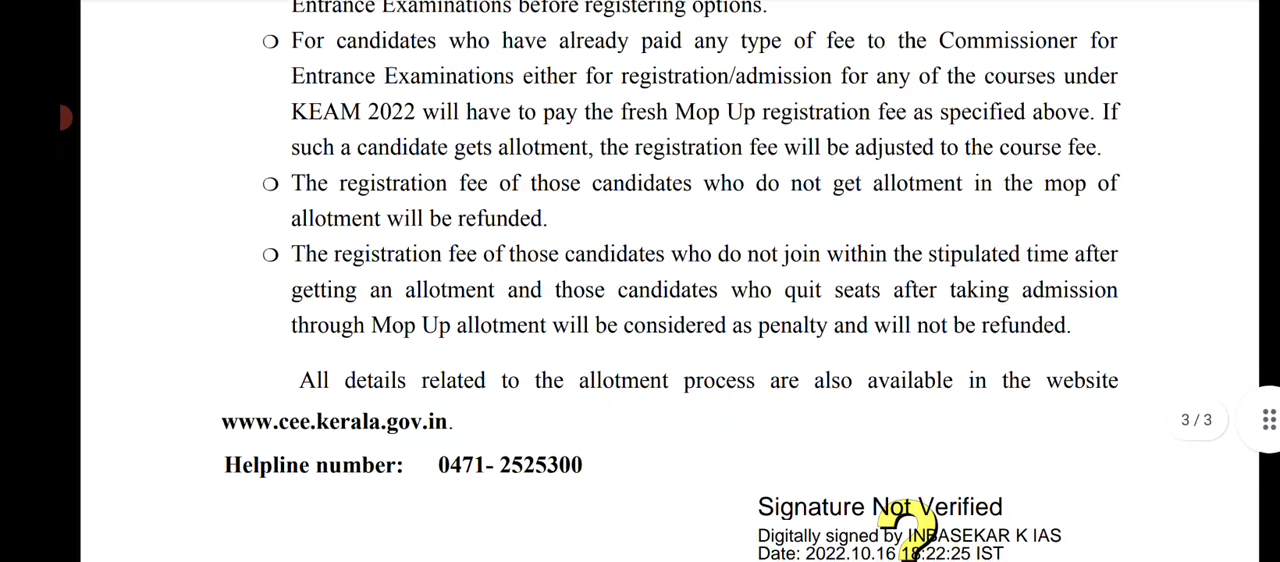 Entrance Examinations before registering options.
❍ For candidates who have already paid any type of fee to the Commissioner for
Entrance Examinations either for registration/admission for any of the courses under
KEAM 2022 will have to pay the fresh Mop Up registration fee as specified above. If
such a candidate gets allotment, the registration fee will be adjusted to the course fee.
❍ The registration fee of those candidates who do not get allotment in the mop of
allotment will be refunded.
❍ The registration fee of those candidates who do not join within the stipulated time after
getting an allotment and those candidates who quit seats after taking admission
through Mop Up allotment will be considered as penalty and will not be refunded.
All details related to the allotment process are also available in the website
www.cee.kerala.gov.in.
3 / 3
Helpline number: 0471- 2525300
Signature Not Verified
Digitally signed by INBASEKAR K IAS
Date: 2022.10.16 18:22:25 IST